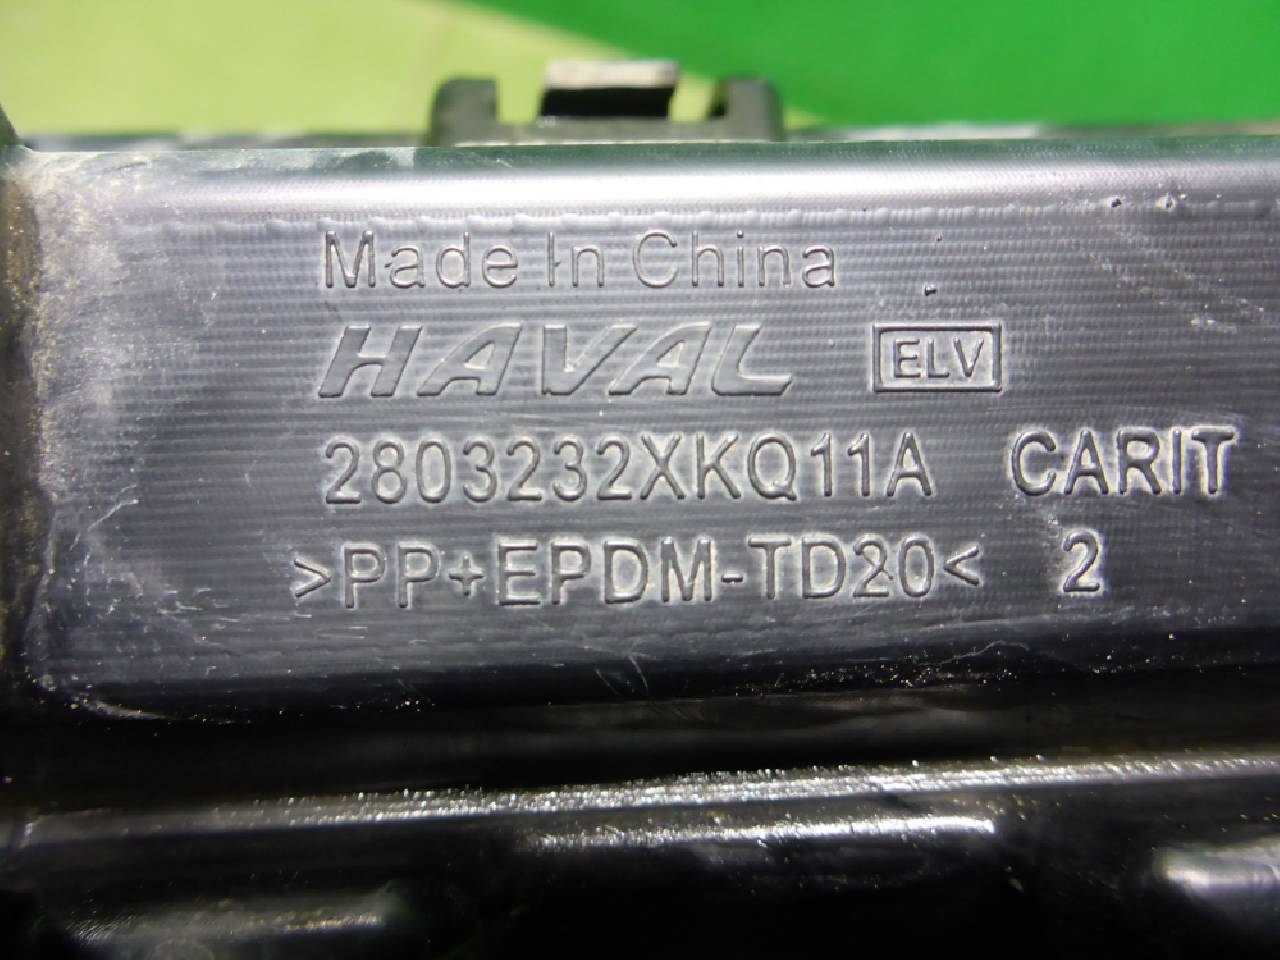 Made In China
HAVAL ELV
2803232XKQ11A CARIT
>PP+EPDM-TD20< 2